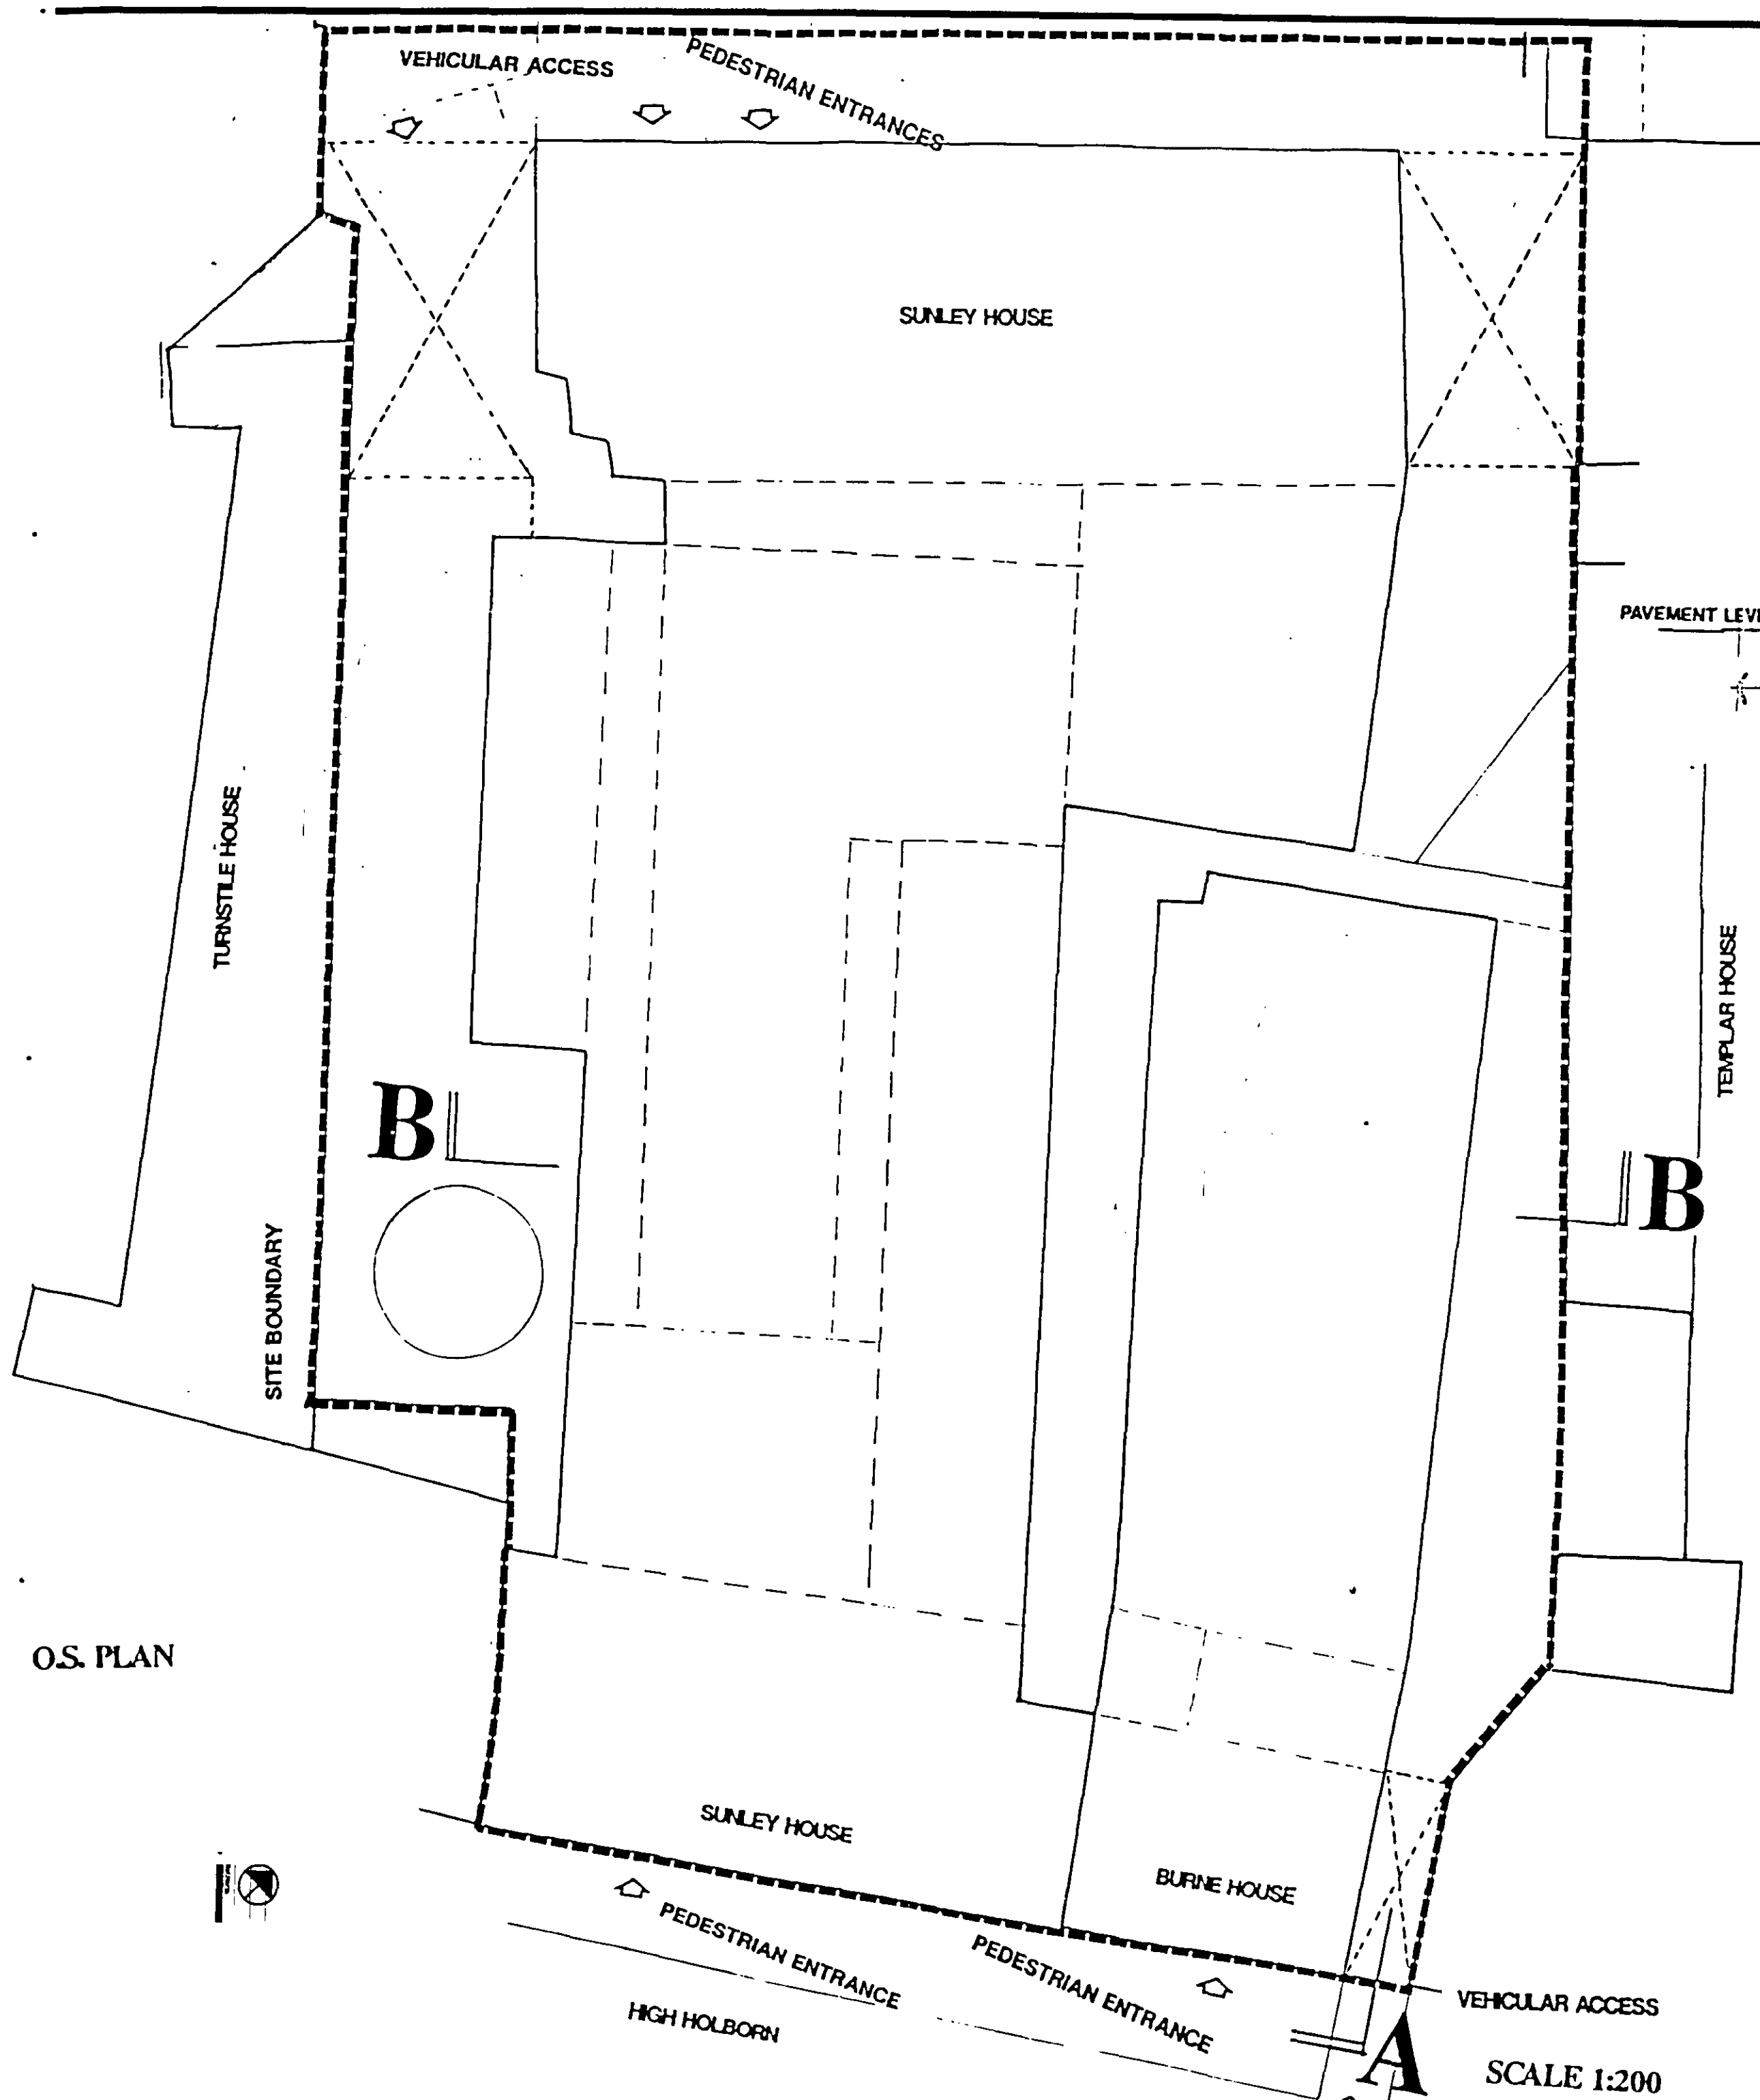 VEHICULAR ACCESS
PEDESTRIAN ENTRANCES
SUNLEY HOUSE
PAVEMENT LEVE
TURNSTILE HOUSE
TEMPLAR HOUSE
B
B
SITE BOUNDARY
O.S. PLAN
SUNLEY HOUSE
BURNE HOUSE
PEDESTRIAN ENTRANCE
PEDESTRIAN ENTRANCE
HIGH HOLBORN
VEHICULAR ACCESS
A
SCALE 1:200